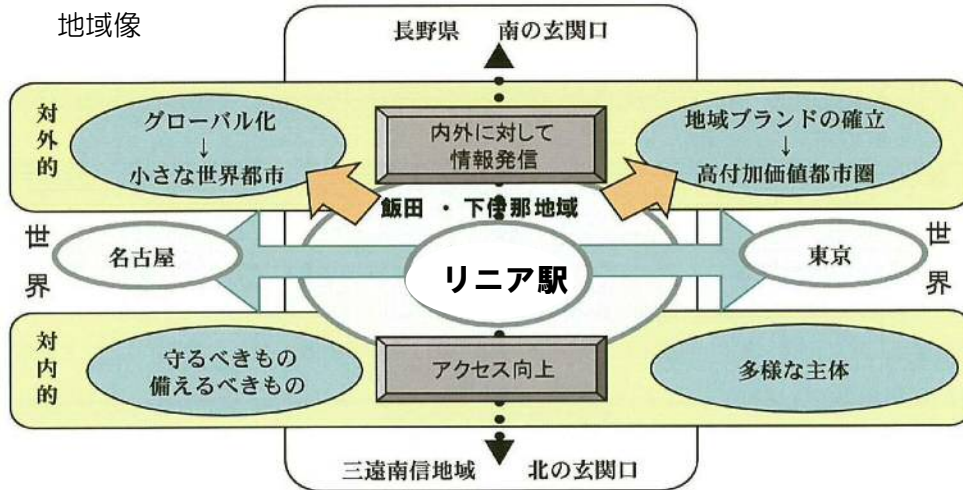 地域像
長野県 南の玄関口
対外的
グローバル化
↓
小さな世界都市
内外に対して
情報発信
地域ブランドの確立
↓
高付加価値都市圏
飯田・下伊那地域
世界
名古屋
リニア駅
東京
世界
対内的
守るべきもの
備えるべきもの
アクセス向上
多様な主体
三遠南信地域 北の玄関口